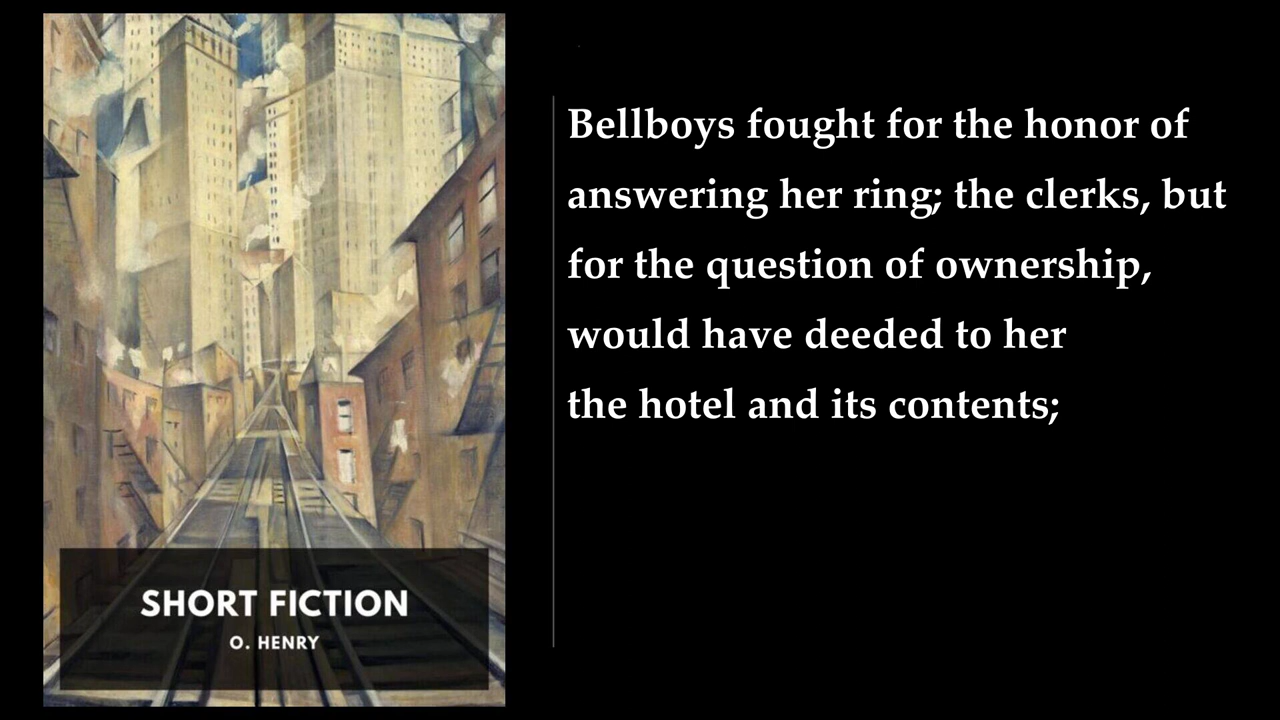 Bellboys fought for the honor of
answering her ring; the clerks, but
for the question of ownership,
would have deeded to her
the hotel and its contents;
SHORT FICTION
O. HENRY